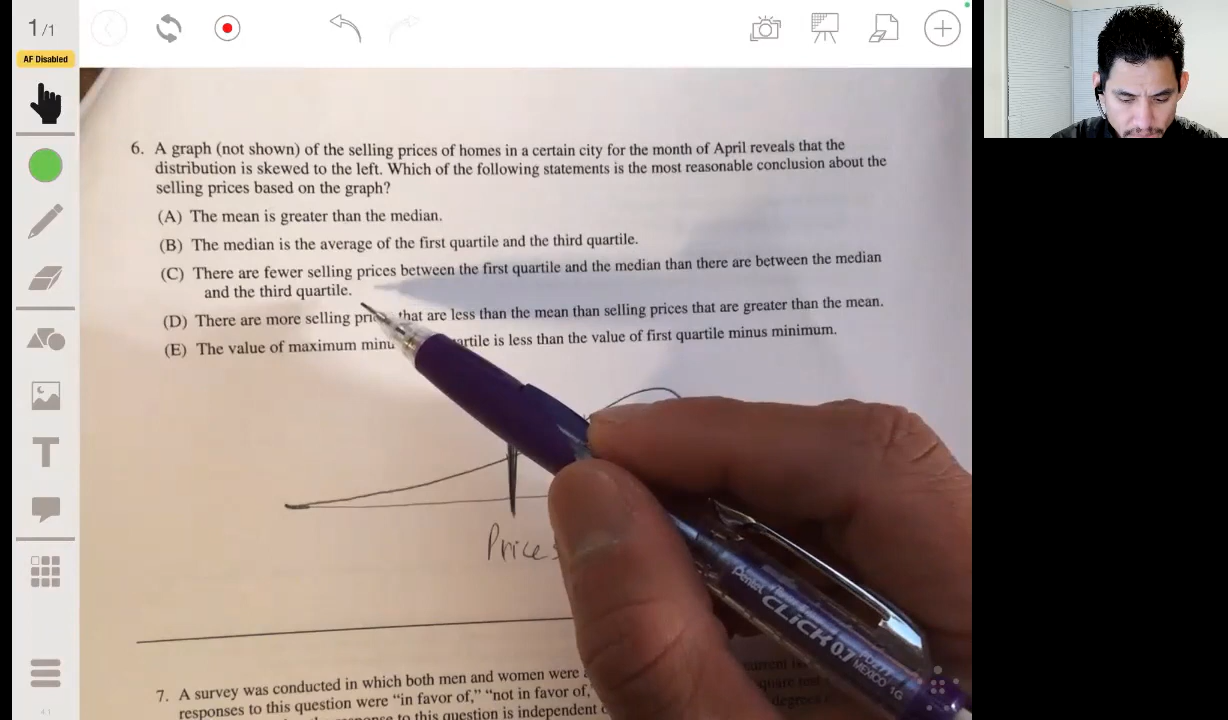 1/1
AF Disabled
6. A graph (not shown) of the selling prices of homes in a certain city for the month of April reveals that the
distribution is skewed to the left. Which of the following statements is the most reasonable conclusion about the
selling prices based on the graph?
(A) The mean is greater than the median.
(B) The median is the average of the first quartile and the third quartile.
(C) There are fewer selling prices between the first quartile and the median than there are between the median
and the third quartile.
(D) There are more selling that are less than the mean than selling prices that are greater than the mean.
(E) The value of maximum is less than the value of first quartile minus minimum.
Prices
T
7. A survey was conducted in which both men and women were
responses to this question were "in favor of," "not in favor of,
to this question is independent
Pentel
CLiCK 0.7
MEXICO